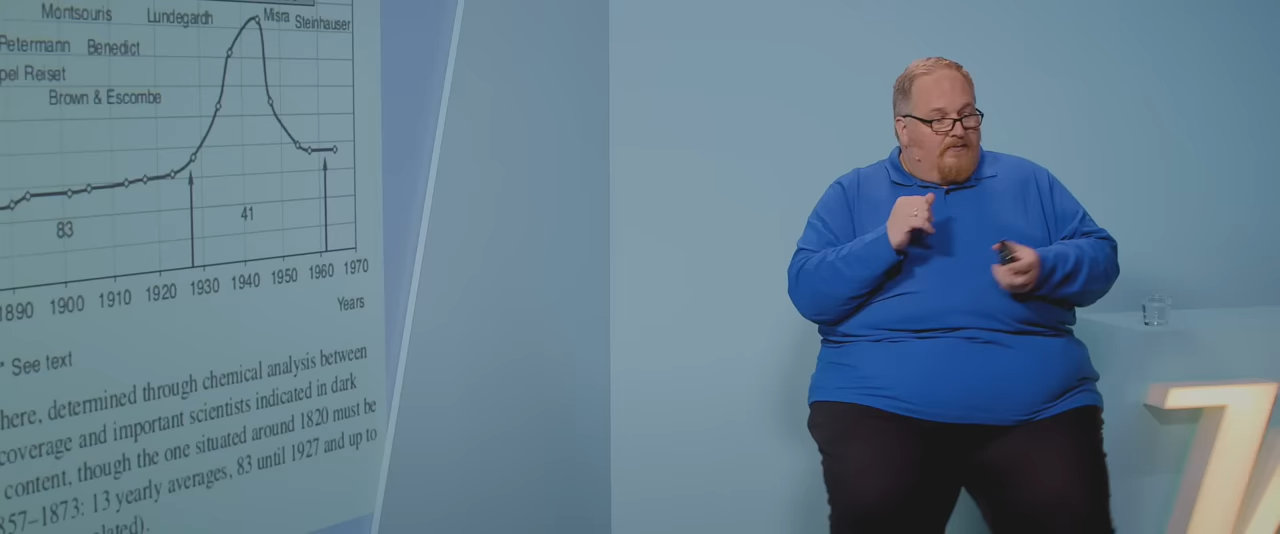 Montsouris Lundegardh Misra Steinhauser
Petermann Benedict
pel Reiset
Brown & Escombe
83 41
1890 1900 1910 1920 1930 1940 1950 1960 1970
Years
* See text
here, determined through chemical analysis between
coverage and important scientists indicated in dark
content, though the one situated around 1820 must be
857–1873: 13 yearly averages, 83 until 1927 and up to
lated).